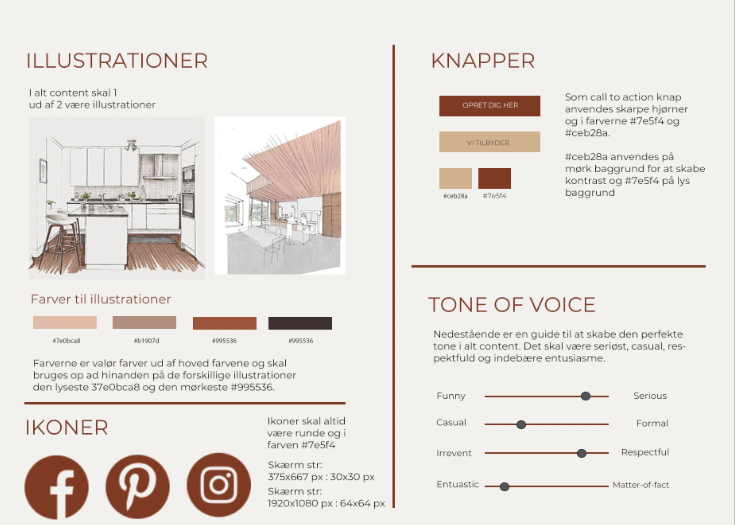 ILLUSTRATIONER
I alt content skal 1
ud af 2 være illustrationer
Farver til illustrationer
#7e0bca8
#b1907d
#995536
#995536
Farverne er valør farver ud af hoved farvene og skal
bruges op ad hinanden på de forskillige illustrationer
den lyseste 37e0bca8 og den mørkeste #995536.
IKONER
Ikoner skal altid
være runde og i
farven #7e5f4
Skærm str:
375x667 px : 30x30 px
Skærm str:
1920x1080 px : 64x64 px
KNAPPER
OPRET DIG HER
VI TILBYDER
#ceb28a
#7e5f4
Som call to action knap
anvendes skarpe hjørner
og i farverne #7e5f4 og
#ceb28a.
#ceb28a anvendes på
mørk baggrund for at skabe
kontrast og #7e5f4 på lys
baggrund
TONE OF VOICE
Nedestående er en guide til at skabe den perfekte
tone i alt content. Det skal være seriøst, casual, res-
pektfuld og indebære entusiasme.
Funny
Serious
Casual
Formal
Irrevent
Respectful
Entuastic
Matter-of-fact